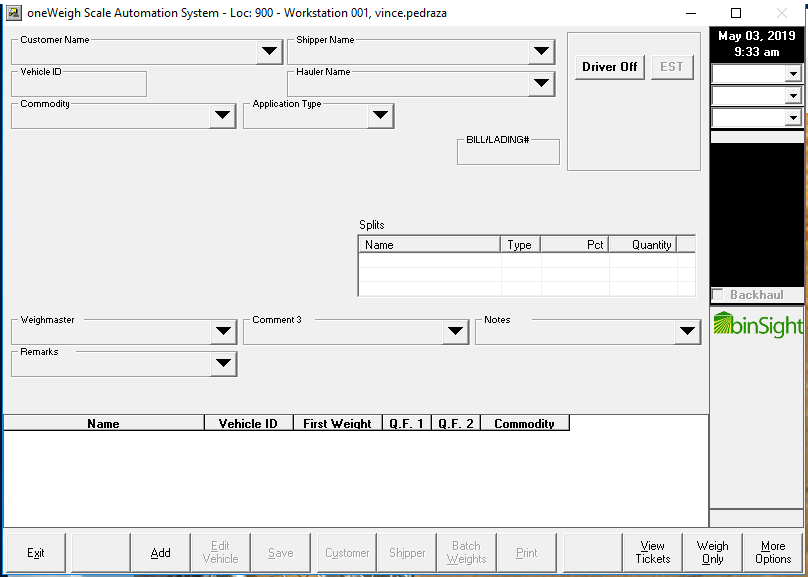 oneWeigh Scale Automation System - Loc: 900 - Workstation 001, vince.pedraza
May 03, 2019
9:33 am
Customer Name
Shipper Name
Driver Off
EST
Vehicle ID
Hauler Name
Commodity
Application Type
BILL/LADING#
Splits
Name Type Pct Quantity
Backhaul
binSight
Weighmaster
Comment 3
Notes
Remarks
Name Vehicle ID First Weight Q.F. 1 Q.F. 2 Commodity
Exit
Add
Edit
Vehicle
Save
Customer
Shipper
Batch
Weights
Print
View
Tickets
Weigh
Only
More
Options